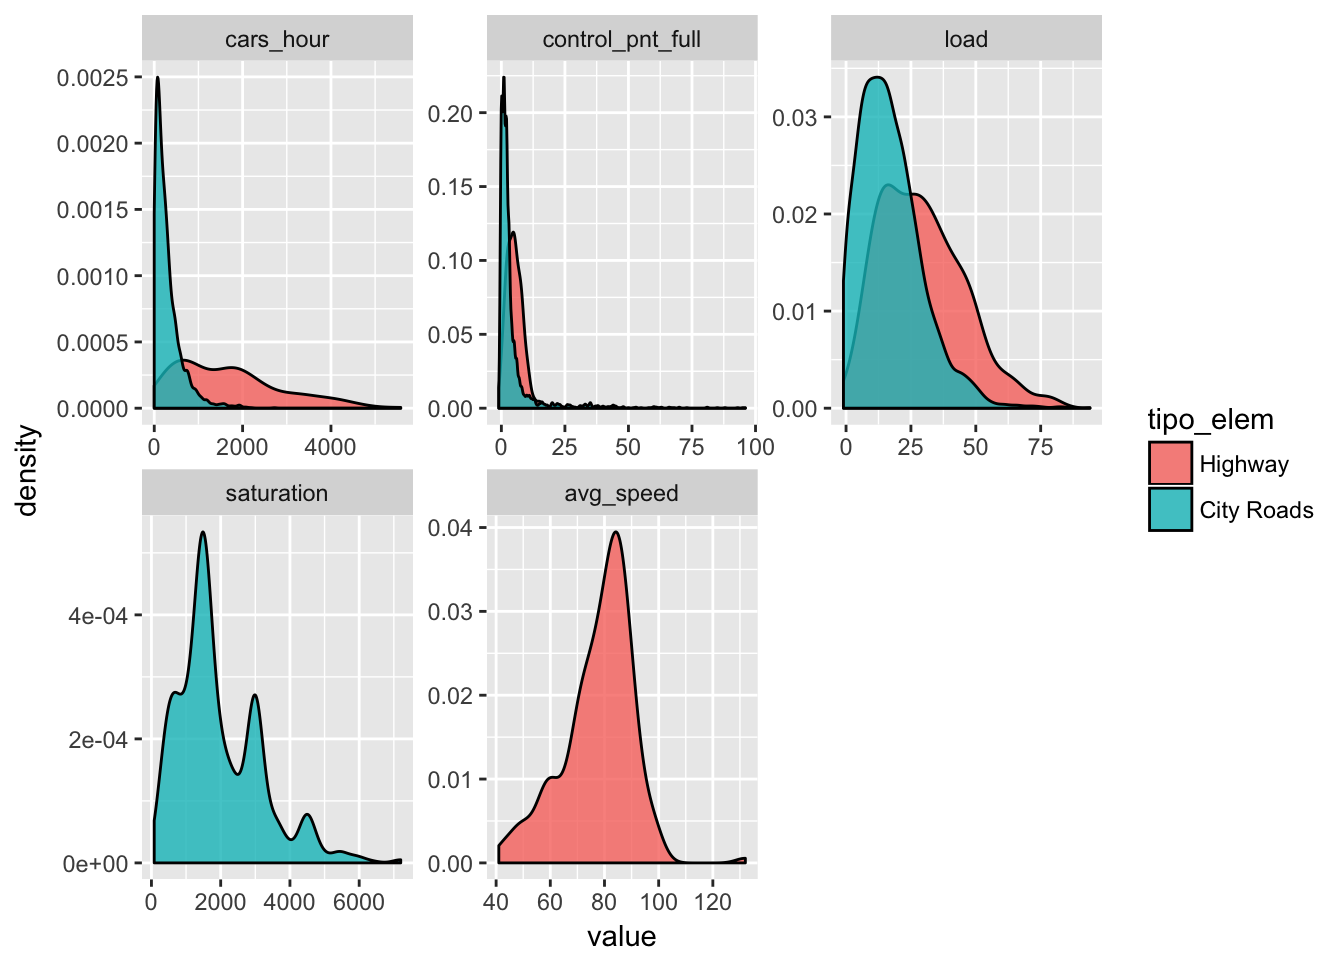 cars_hour
control_pnt_full
load
0.0025
0.0020
0.0015
0.0010
0.0005
0.0000
0.20
0.15
0.10
0.05
0.00
0.03
0.02
0.01
0.00
0 2000 4000
0 25 50 75 100
0 25 50 75
saturation
avg_speed
4e-04
2e-04
0e+00
0.04
0.03
0.02
0.01
0.00
0 2000 4000 6000
40 60 80 100 120
density
value
tipo_elem
Highway
City Roads